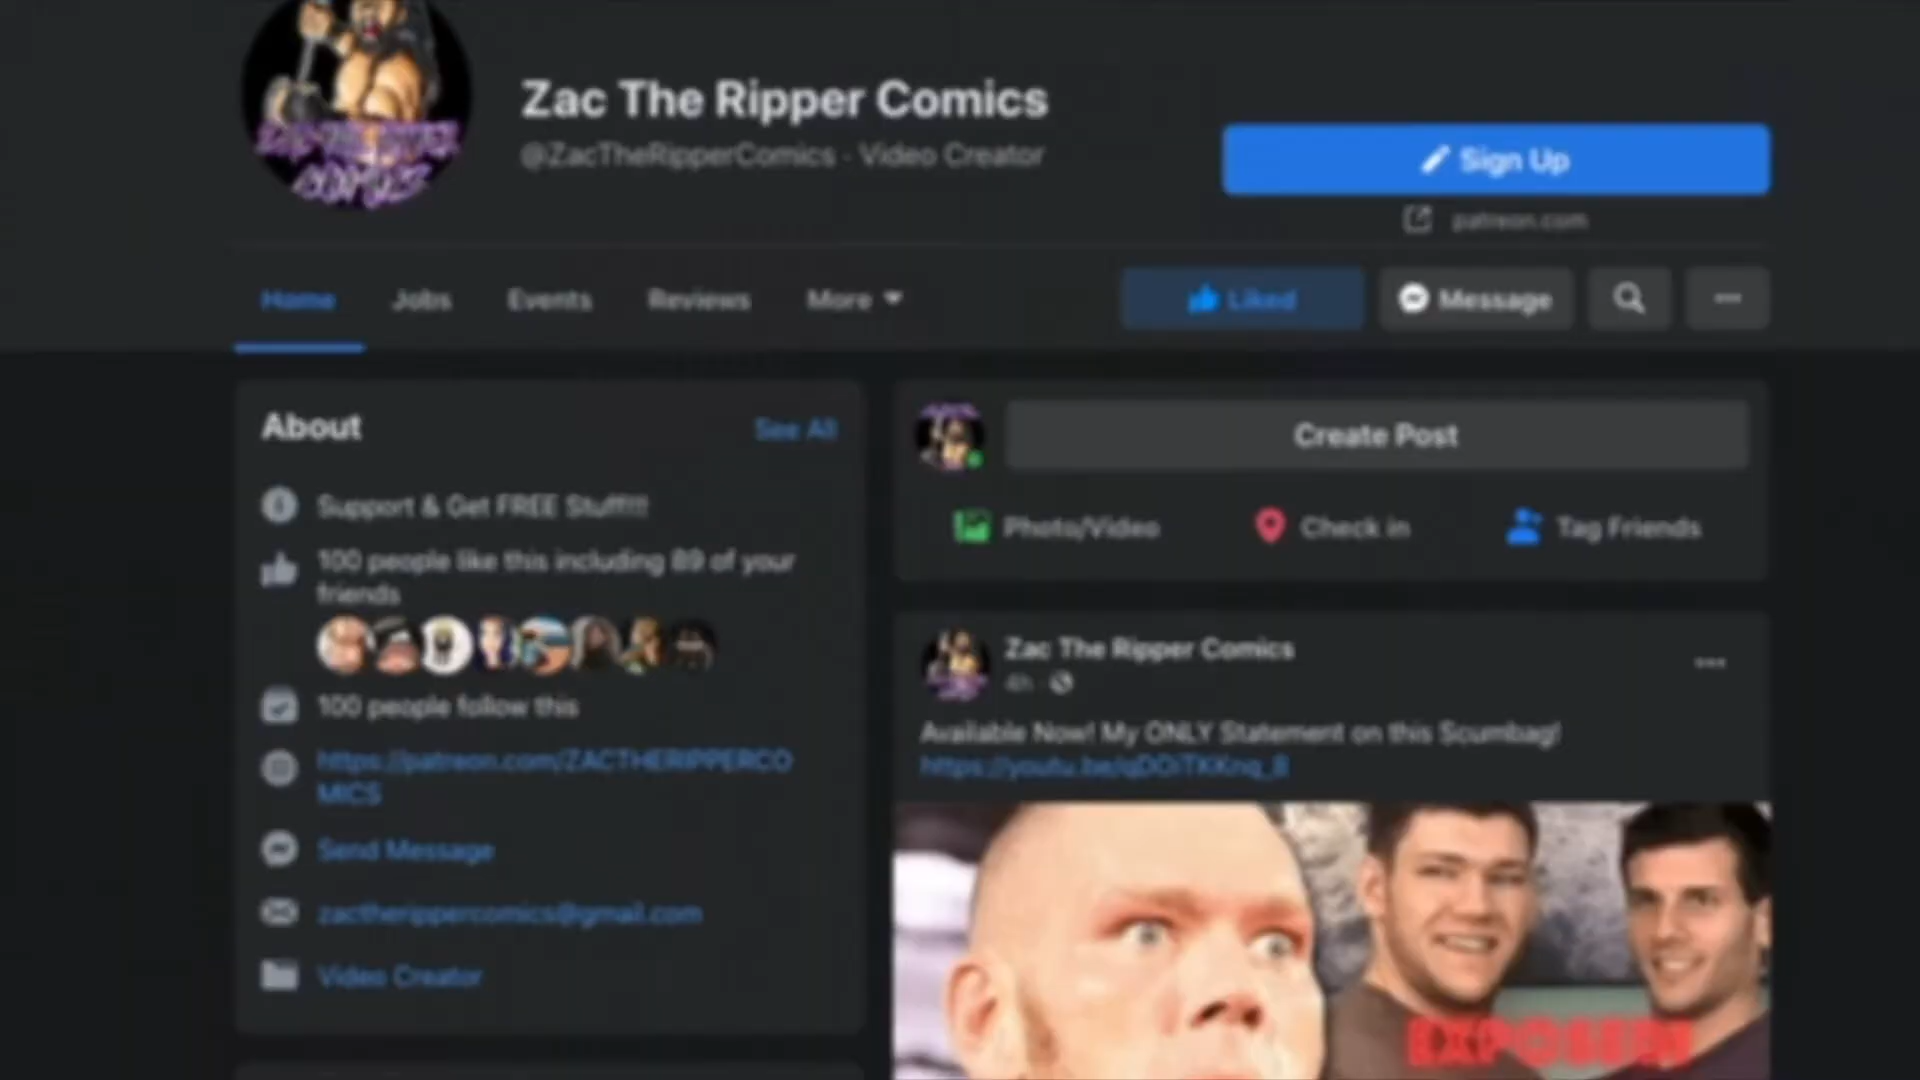 Zac The Ripper Comics
@ZacTheRipperComics · Video Creator
Sign Up
patreon.com
Home
Jobs
Events
Reviews
More
Liked
Message
About
See All
Support & Get FREE Stuff!!!
100 people like this including 89 of your
friends
100 people follow this
https://patreon.com/ZACTHERIPPERCO
MICS
Send Message
zactherippercomics@gmail.com
Video Creator
Create Post
Photo/Video
Check in
Tag Friends
Zac The Ripper Comics
4h ·
Available Now! My ONLY Statement on this Scumbag!